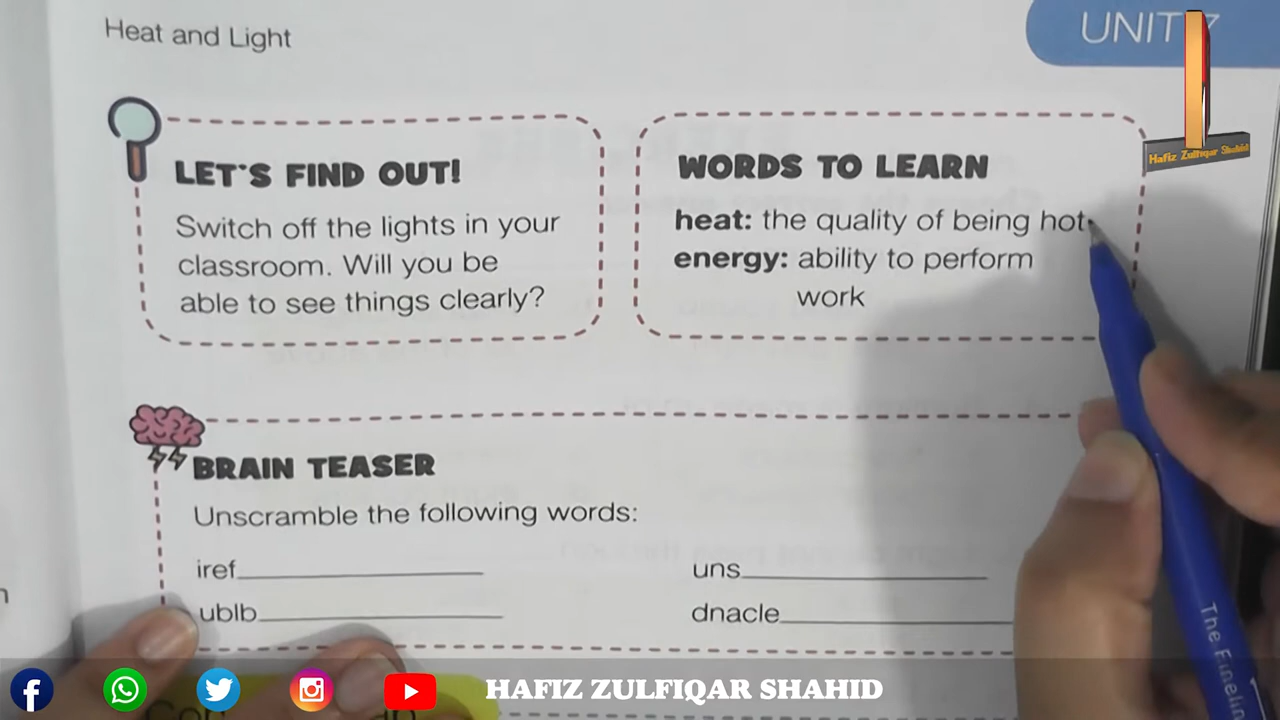 Heat and Light
UNIT 7
Hafiz Zulfiqar Shahid
LET'S FIND OUT!
Switch off the lights in your
classroom. Will you be
able to see things clearly?
WORDS TO LEARN
heat: the quality of being hot
energy: ability to perform
work
BRAIN TEASER
Unscramble the following words:
iref
uns
ublb
dnacle
HAFIZ ZULFIQAR SHAHID